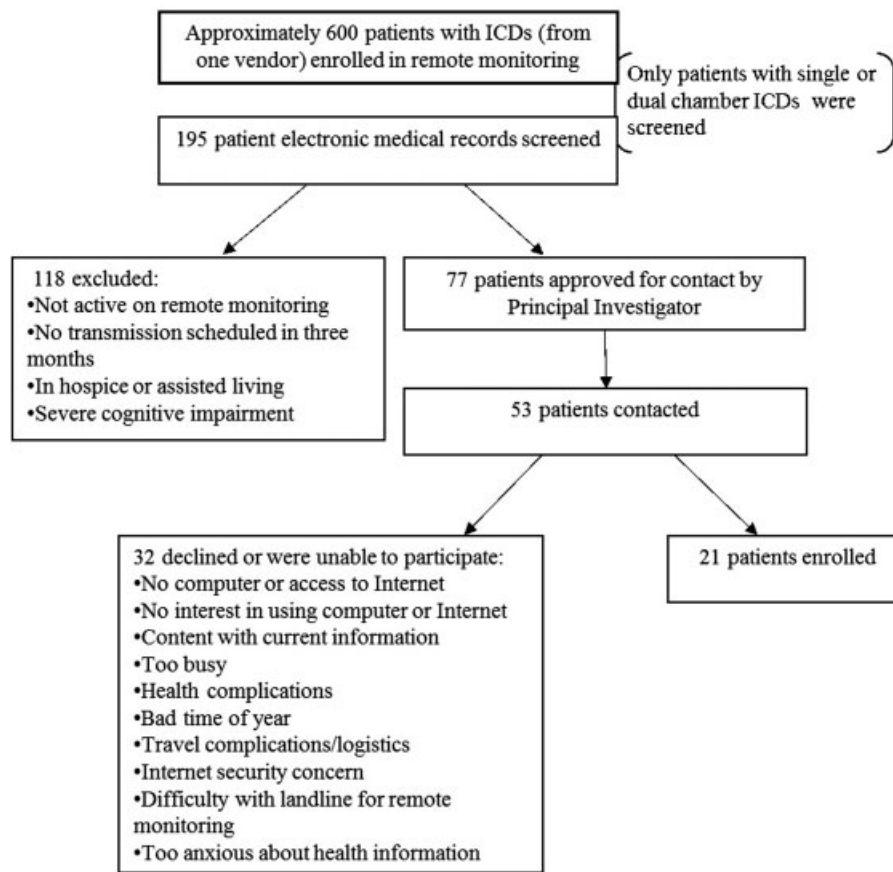 Approximately 600 patients with ICDs (from
one vendor) enrolled in remote monitoring
Only patients with single or
dual chamber ICDs were
screened
195 patient electronic medical records screened
118 excluded:
•Not active on remote monitoring
•No transmission scheduled in three
months
•In hospice or assisted living
•Severe cognitive impairment
77 patients approved for contact by
Principal Investigator
53 patients contacted
32 declined or were unable to participate:
•No computer or access to Internet
•No interest in using computer or Internet
•Content with current information
•Too busy
•Health complications
•Bad time of year
•Travel complications/logistics
•Internet security concern
•Difficulty with landline for remote
monitoring
•Too anxious about health information
21 patients enrolled